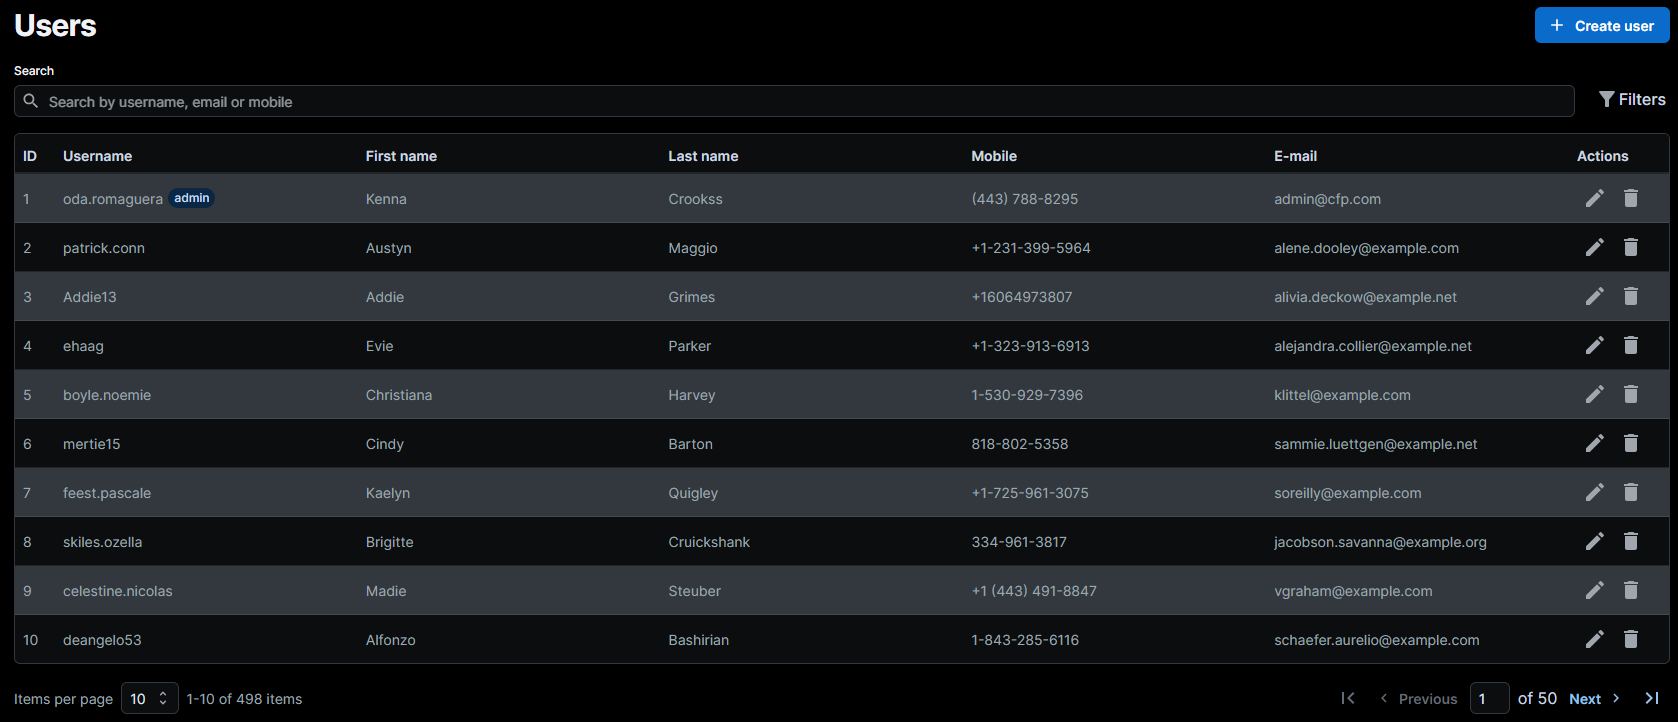 Users
Create user
Search
Search by username, email or mobile
Filters
ID Username First name Last name Mobile E-mail Actions
1 oda.romaguera admin Kenna Crookss (443) 788-8295 admin@cfp.com
2 patrick.conn Austyn Maggio +1-231-399-5964 alene.dooley@example.com
3 Addie13 Addie Grimes +16064973807 alivia.deckow@example.net
4 ehaag Evie Parker +1-323-913-6913 alejandra.collier@example.net
5 boyle.noemie Christiana Harvey 1-530-929-7396 klittel@example.com
6 mertie15 Cindy Barton 818-802-5358 sammie.luettgen@example.net
7 feest.pascale Kaelyn Quigley +1-725-961-3075 soreilly@example.com
8 skiles.ozella Brigitte Cruickshank 334-961-3817 jacobson.savanna@example.org
9 celestine.nicolas Madie Steuber +1 (443) 491-8847 vgraham@example.com
10 deangelo53 Alfonzo Bashirian 1-843-285-6116 schaefer.aurelio@example.com
Items per page 10 1-10 of 498 items Previous 1 of 50 Next